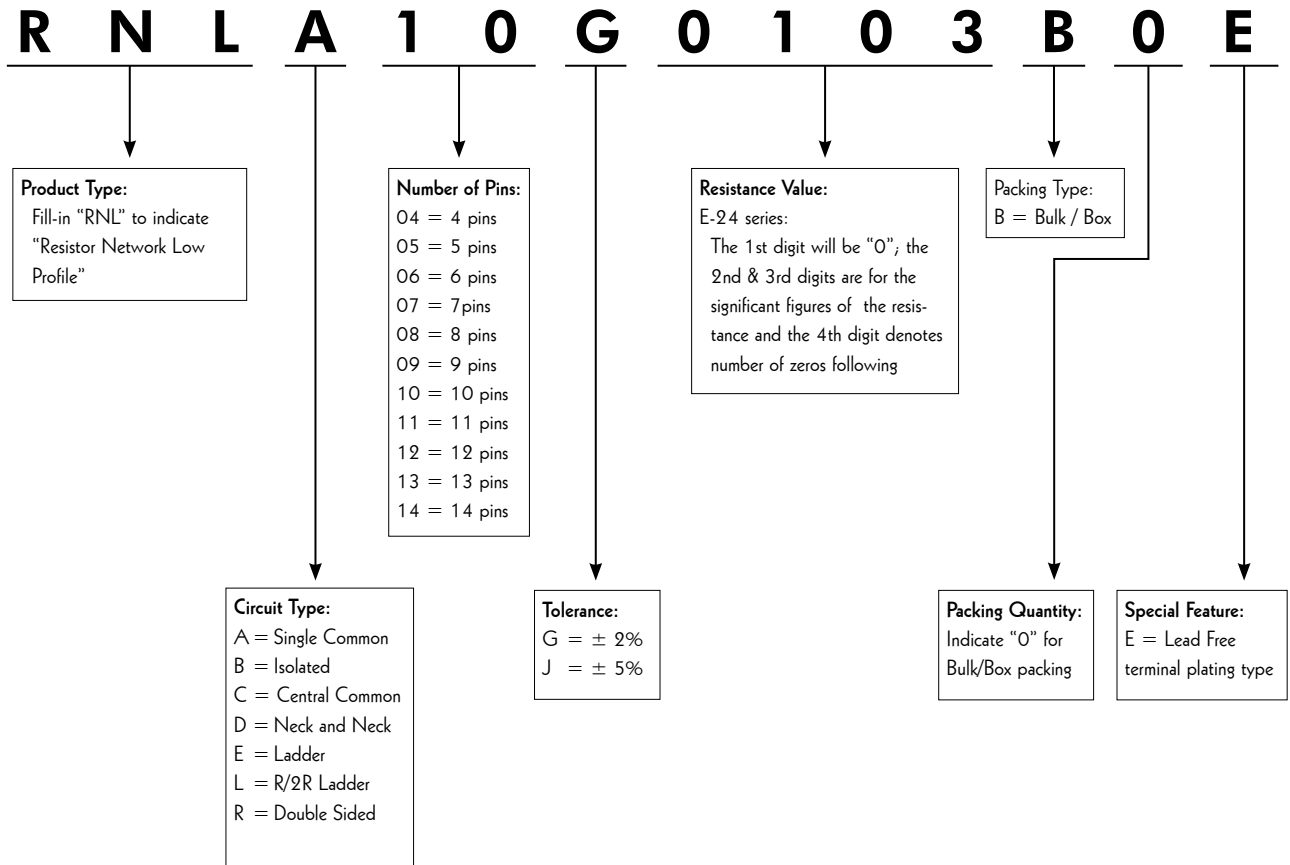 R N L A 1 0 G 0 1 0 3 B 0 E
Product Type:
Fill-in “RNL” to indicate
“Resistor Network Low
Profile”
Number of Pins:
04 = 4 pins
05 = 5 pins
06 = 6 pins
07 = 7pins
08 = 8 pins
09 = 9 pins
10 = 10 pins
11 = 11 pins
12 = 12 pins
13 = 13 pins
14 = 14 pins
Resistance Value:
E-24 series:
The 1st digit will be “0”; the
2nd & 3rd digits are for the
significant figures of the resis-
tance and the 4th digit denotes
number of zeros following
Packing Type:
B = Bulk / Box
Circuit Type:
A = Single Common
B = Isolated
C = Central Common
D = Neck and Neck
E = Ladder
L = R/2R Ladder
R = Double Sided
Tolerance:
G = ± 2%
J = ± 5%
Packing Quantity:
Indicate “0” for
Bulk/Box packing
Special Feature:
E = Lead Free
terminal plating type